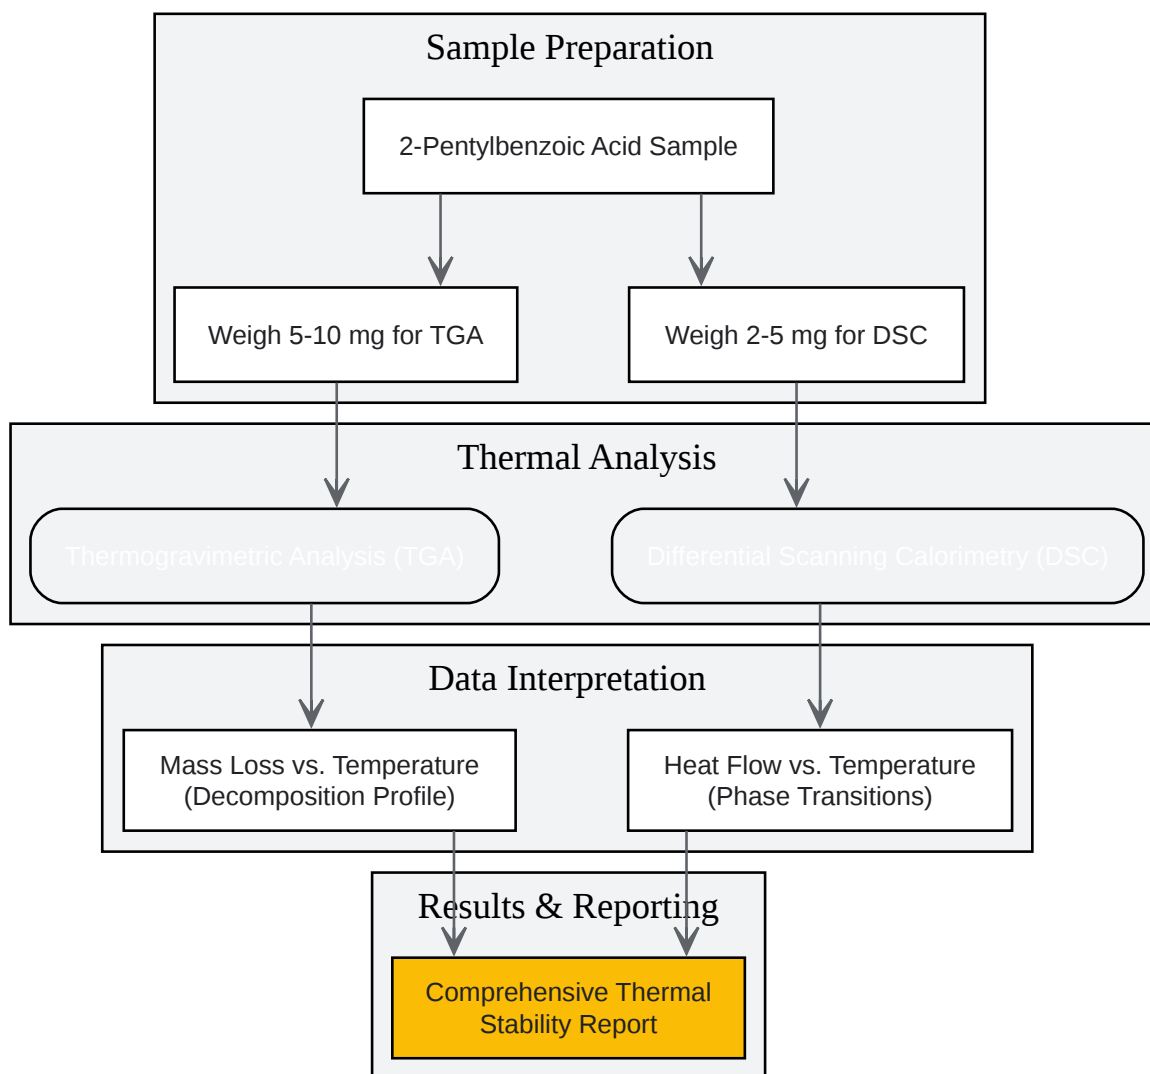 Sample Preparation
2-Pentylbenzoic Acid Sample
Weigh 5-10 mg for TGA
Weigh 2-5 mg for DSC
Thermal Analysis
Thermogravimetric Analysis (TGA)
Differential Scanning Calorimetry (DSC)
Data Interpretation
Mass Loss vs. Temperature
(Decomposition Profile)
Heat Flow vs. Temperature
(Phase Transitions)
Results & Reporting
Comprehensive Thermal
Stability Report